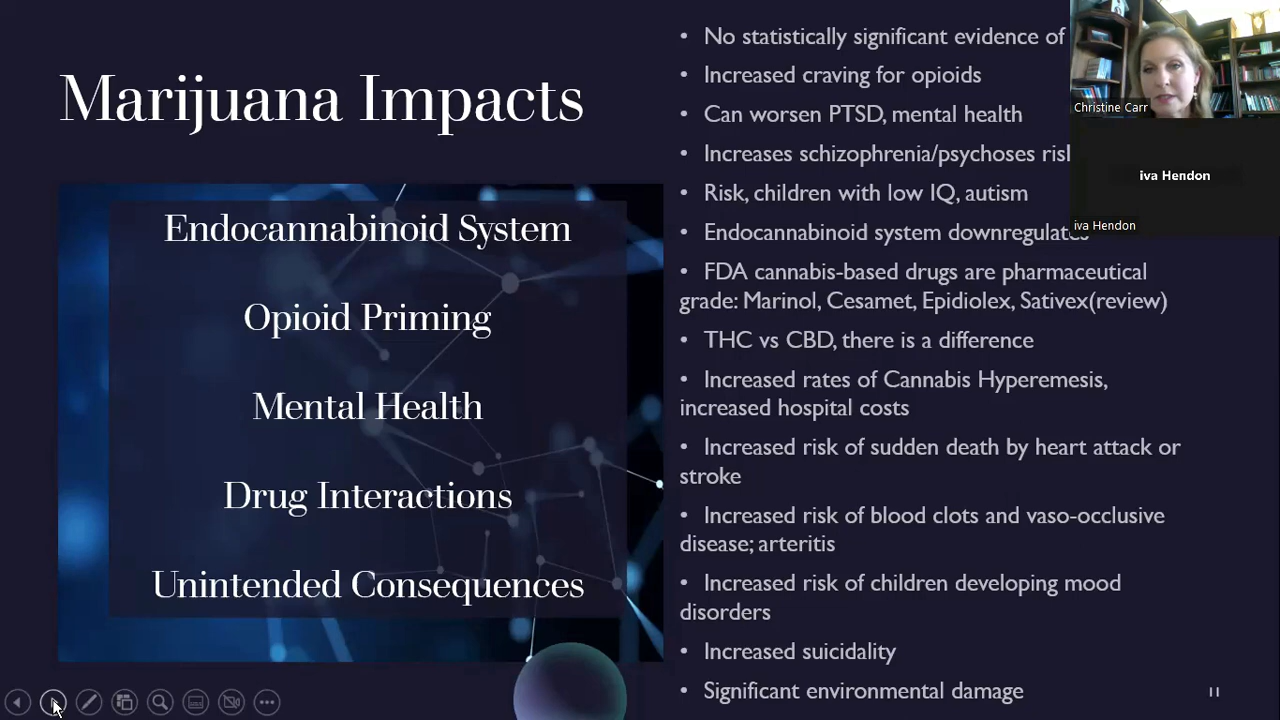 Marijuana Impacts
Endocannabinoid System
Opioid Priming
Mental Health
Drug Interactions
Unintended Consequences
• No statistically significant evidence of
• Increased craving for opioids
• Can worsen PTSD, mental health
• Increases schizophrenia/psychoses
• Risk, children with low IQ, autism
• Endocannabinoid system downregulates
• FDA cannabis-based drugs are pharmaceutical
grade: Marinol, Cesamet, Epidiolex, Sativex(review)
• THC vs CBD, there is a difference
• Increased rates of Cannabis Hyperemesis,
increased hospital costs
• Increased risk of sudden death by heart attack or
stroke
• Increased risk of blood clots and vaso-occlusive
disease; arteritis
• Increased risk of children developing mood
disorders
• Increased suicidality
• Significant environmental damage
11
Christine Carr
iva Hendon
iva Hendon